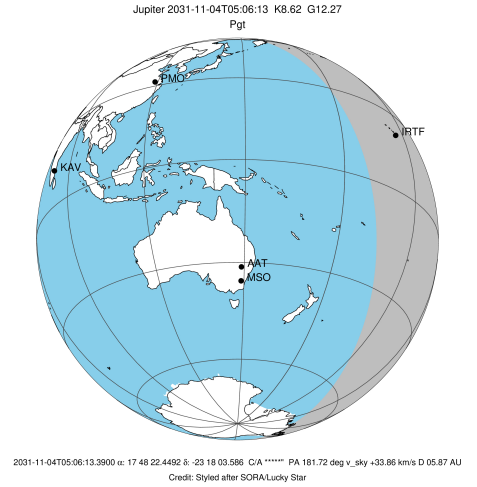 Jupiter 2031-11-04T05:06:13  K8.62  G12.27
Pgt
PMO
IRTF
KAV
AAT
MSO
2031-11-04T05:06:13.3900 α: 17 48 22.4492 δ: -23 18 03.586  C/A *****"  PA 181.72 deg v_sky +33.86 km/s D 05.87 AU
Credit: Styled after SORA/Lucky Star